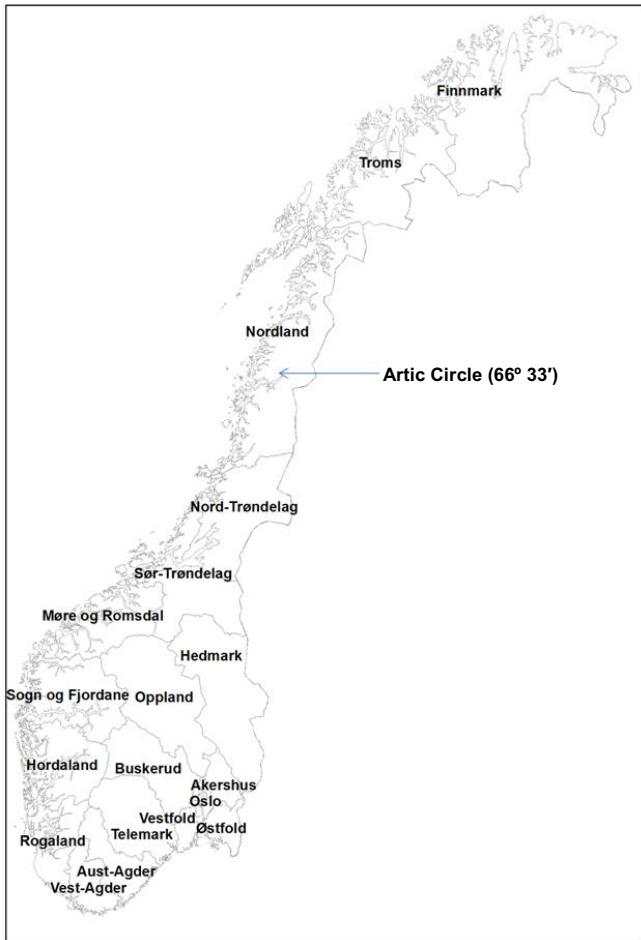 Finnmark
Troms
Nordland
Artic Circle (66º 33′)
Nord-Trøndelag
Sør-Trøndelag
Møre og Romsdal
Hedmark
Sogn og Fjordane
Oppland
Hordaland
Buskerud
Akershus
Oslo
Vestfold
Østfold
Telemark
Rogaland
Aust-Agder
Vest-Agder